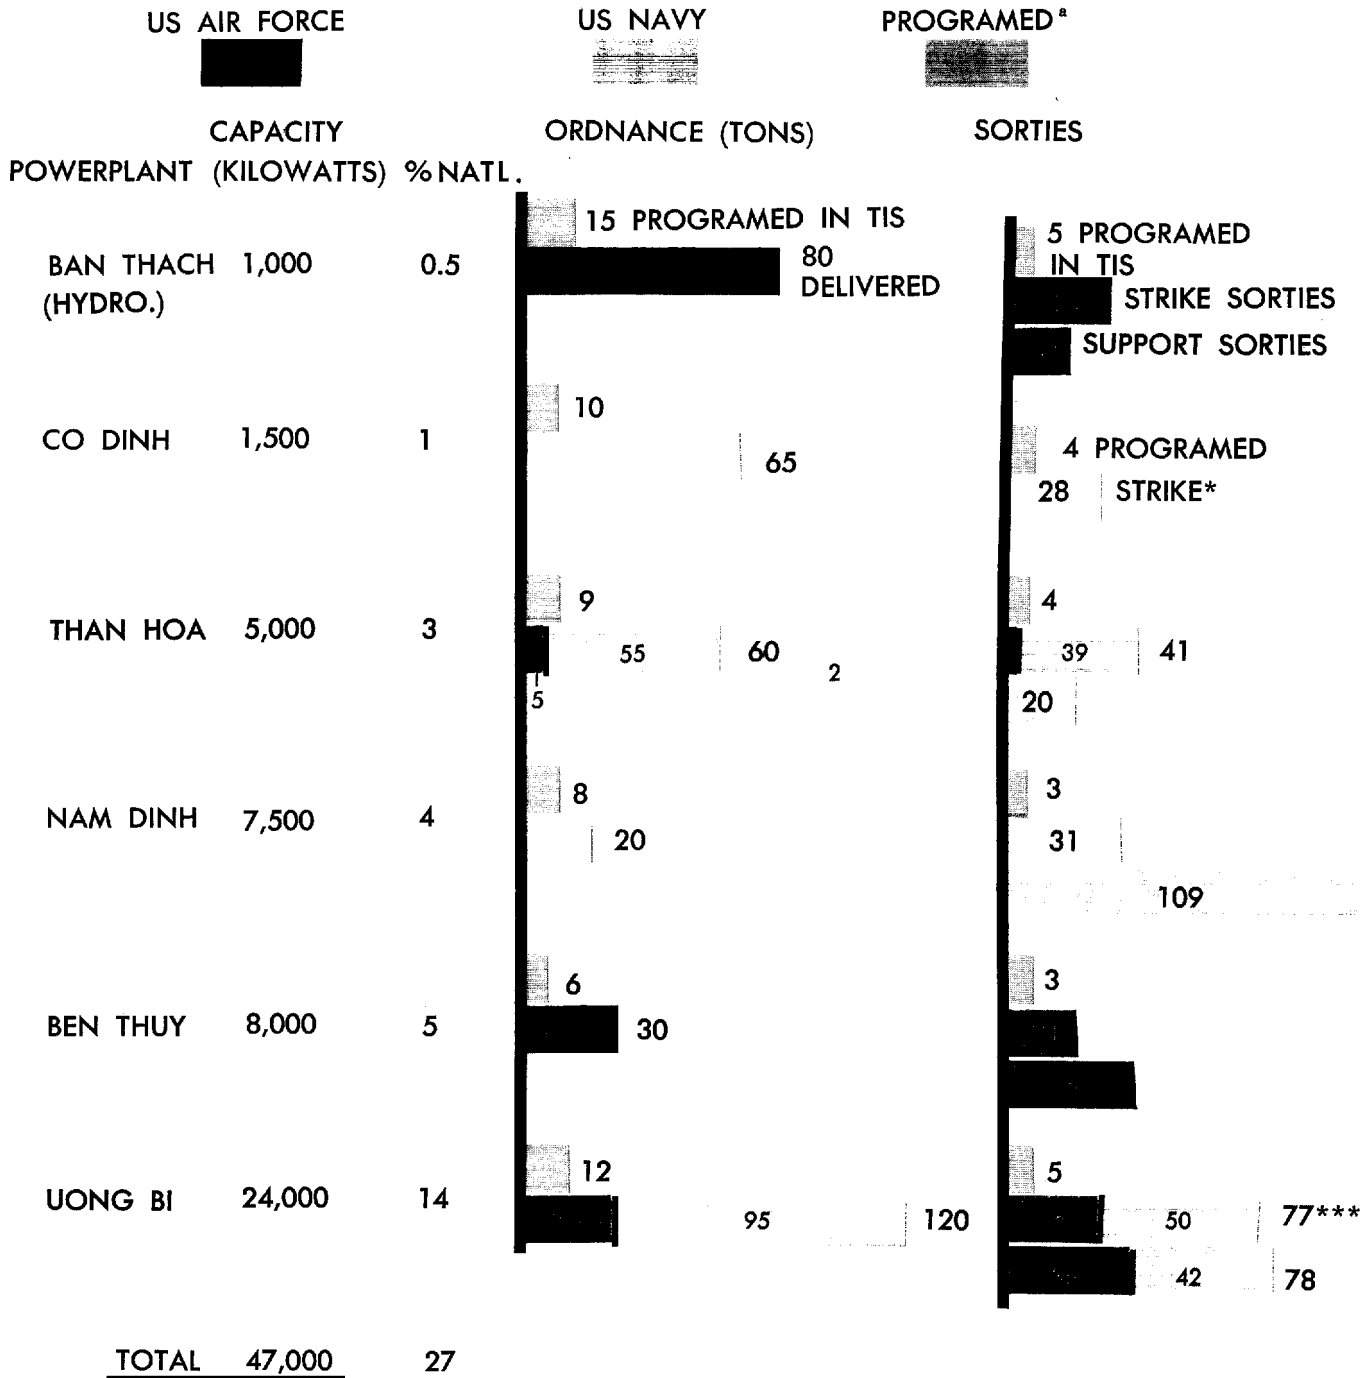 US AIR FORCE US NAVY PROGRAMED a
CAPACITY ORDNANCE (TONS) SORTIES
POWERPLANT (KILOWATTS) % NATL.
15 PROGRAMED IN TIS
5 PROGRAMED
IN TIS
BAN THACH 1,000 0.5
(HYDRO.)
80
DELIVERED
STRIKE SORTIES
SUPPORT SORTIES
10
CO DINH 1,500 1
65
4 PROGRAMED
28 STRIKE*
9 4
THAN HOA 5,000 3
55 60 2
39 41
5
20
8 3
NAM DINH 7,500 4
20 31
109
6 3
BEN THUY 8,000 5
30
12 5
UONG BI 24,000 14
95 120 50 77***
42 78
TOTAL 47,000 27